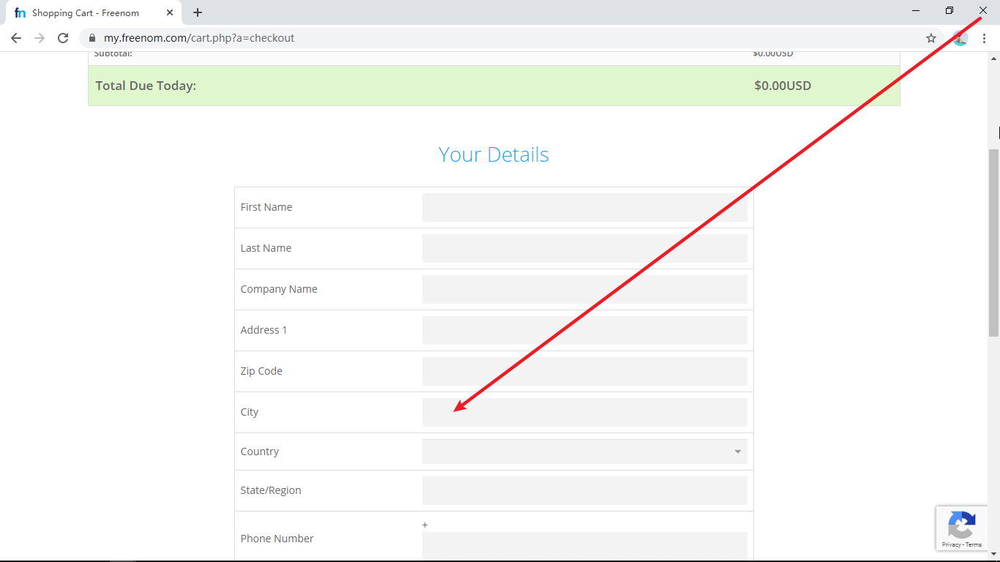 fn Shopping Cart - Freenom
my.freenom.com/cart.php?a=checkout
Subtotal: $0.00USD
Total Due Today: $0.00USD
Your Details
First Name
Last Name
Company Name
Address 1
Zip Code
City
Country
State/Region
+
Phone Number
Privacy - Terms